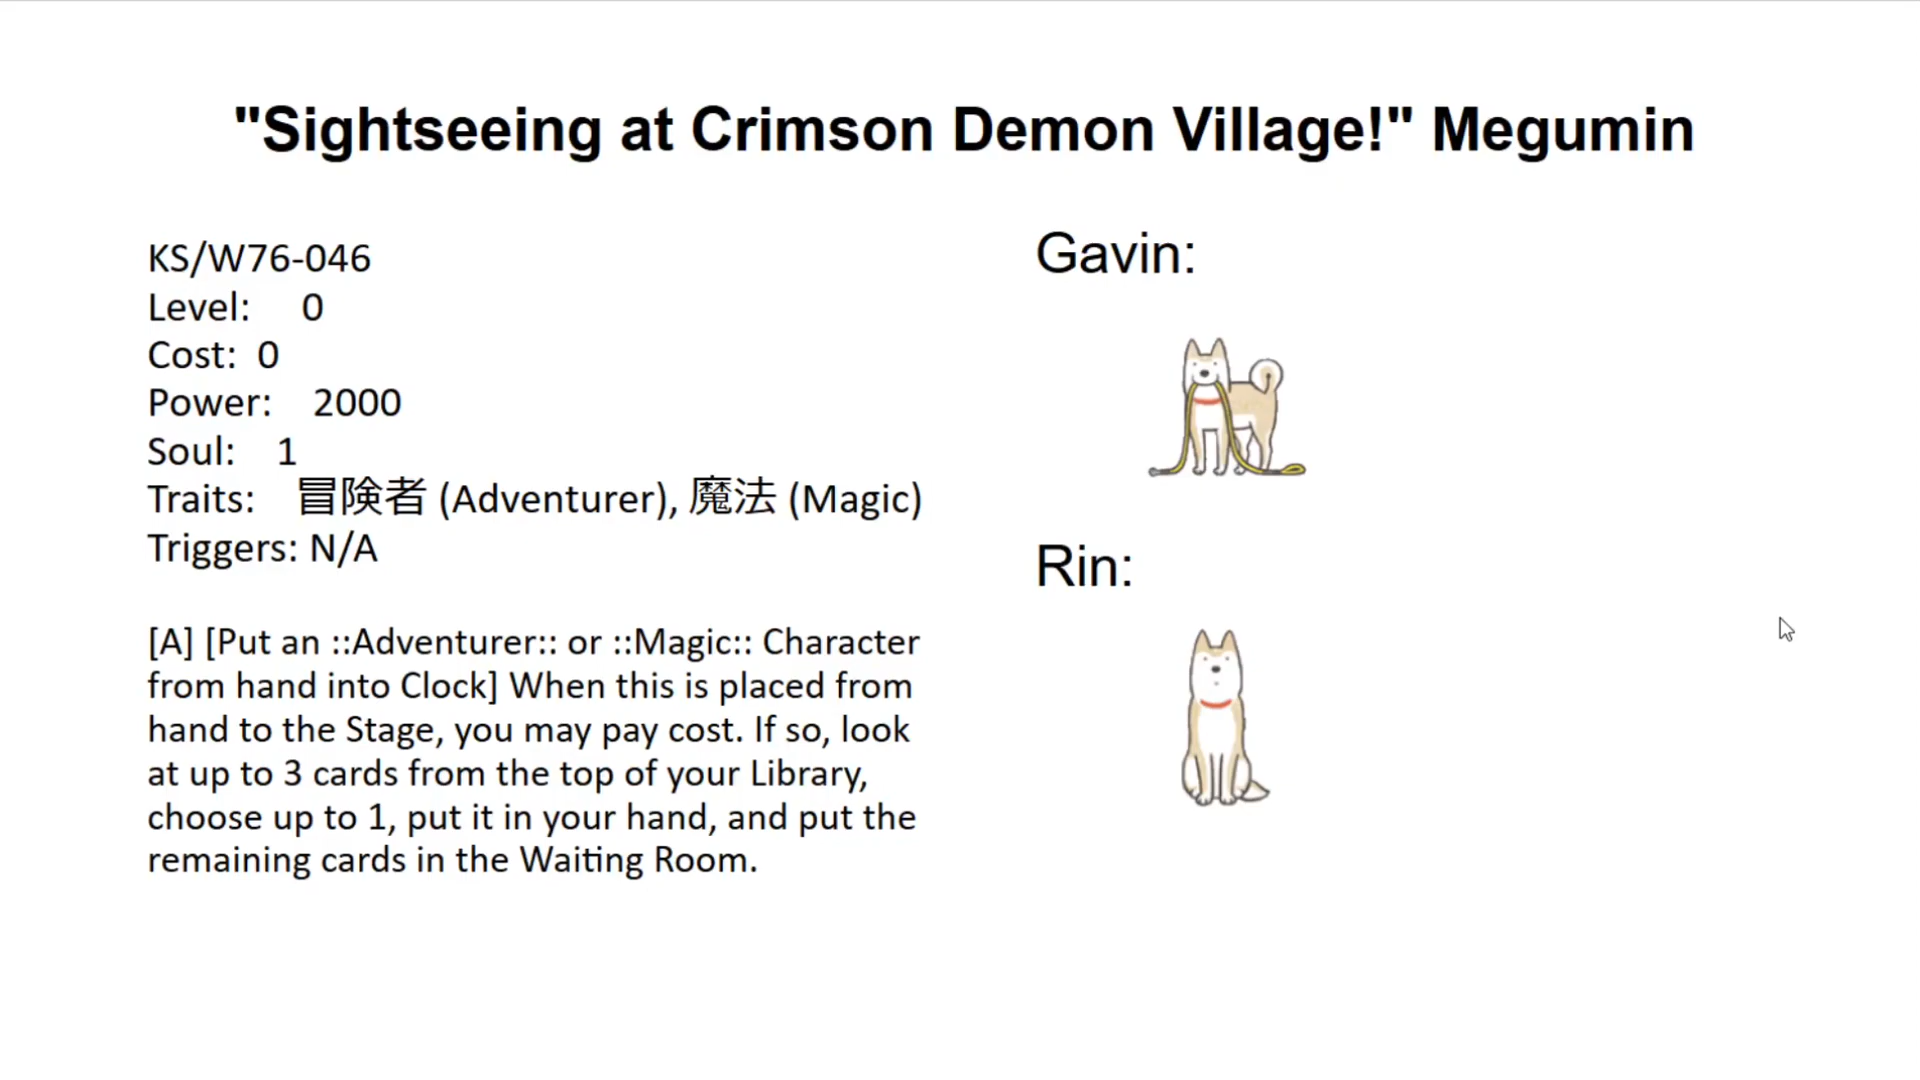 "Sightseeing at Crimson Demon Village!" Megumin
KS/W76-046
Level: 0
Cost: 0
Power: 2000
Soul: 1
Traits: 冒険者 (Adventurer), 魔法 (Magic)
Triggers: N/A
[A] [Put an ::Adventurer:: or ::Magic:: Character
from hand into Clock] When this is placed from
hand to the Stage, you may pay cost. If so, look
at up to 3 cards from the top of your Library,
choose up to 1, put it in your hand, and put the
remaining cards in the Waiting Room.
Gavin:
Rin: